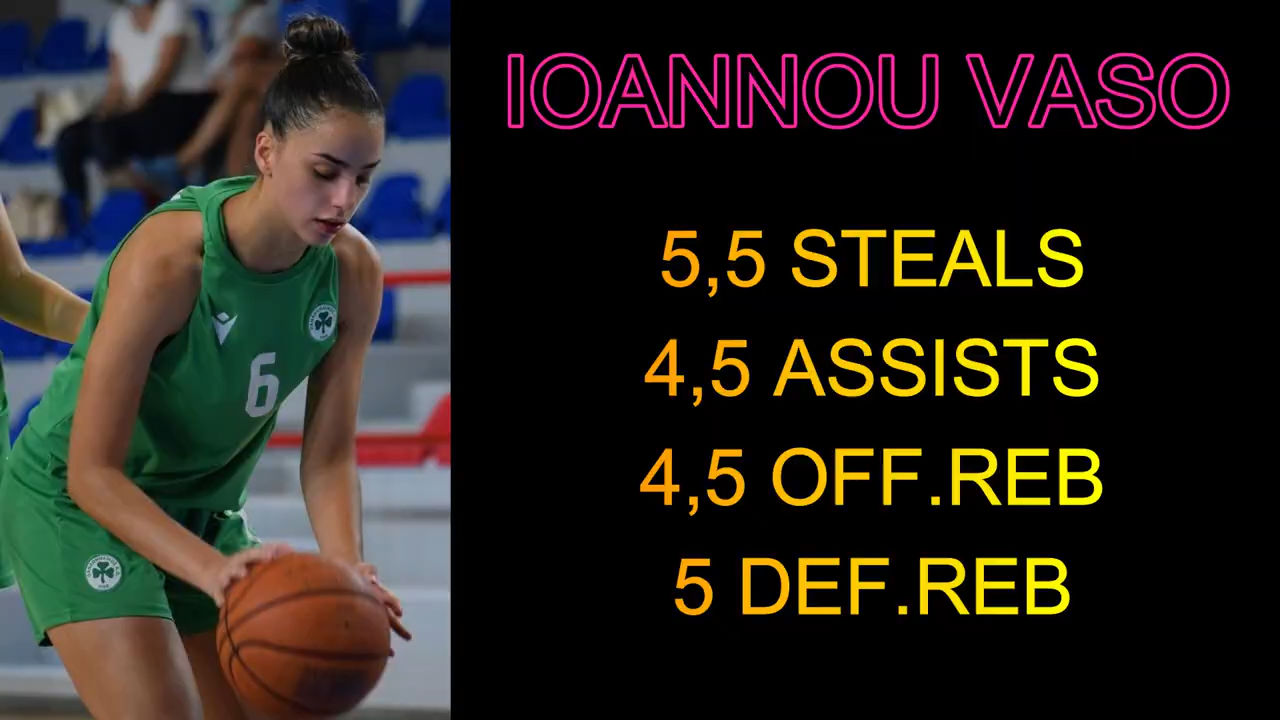 IOANNOU VASO
5,5 STEALS
4,5 ASSISTS
4,5 OFF.REB
5 DEF.REB
6